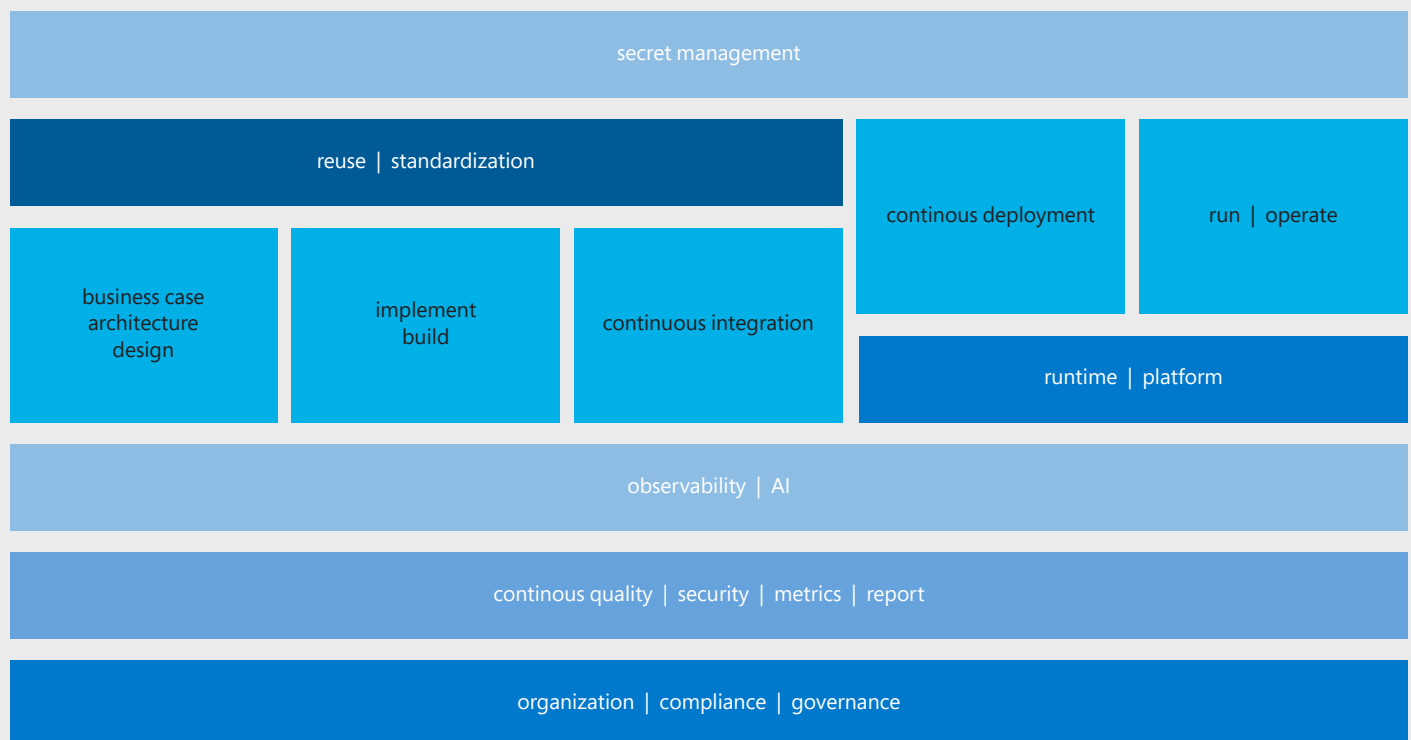 secret management
reuse | standardization
continous deployment
run | operate
business case
architecture
design
implement
build
continuous integration
runtime | platform
observability | AI
continous quality | security | metrics | report
organization | compliance | governance